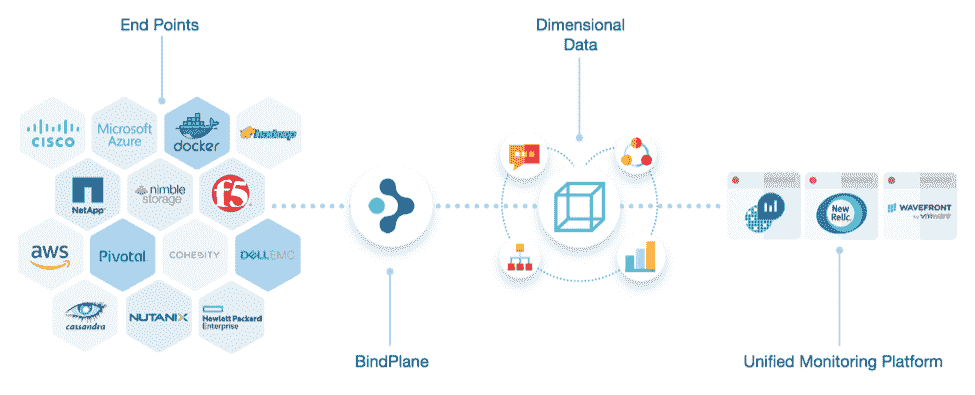 End Points
Dimensional
Data
CISCO
Microsoft
Azure
docker
hadoop
NetApp
nimble
storage
f5
aws
Pivotal
COHESITY
DELL EMC
cassandra
NUTANIX
Hewlett Packard
Enterprise
New
Relic.
WAVEFRONT
by vmware
BindPlane
Unified Monitoring Platform